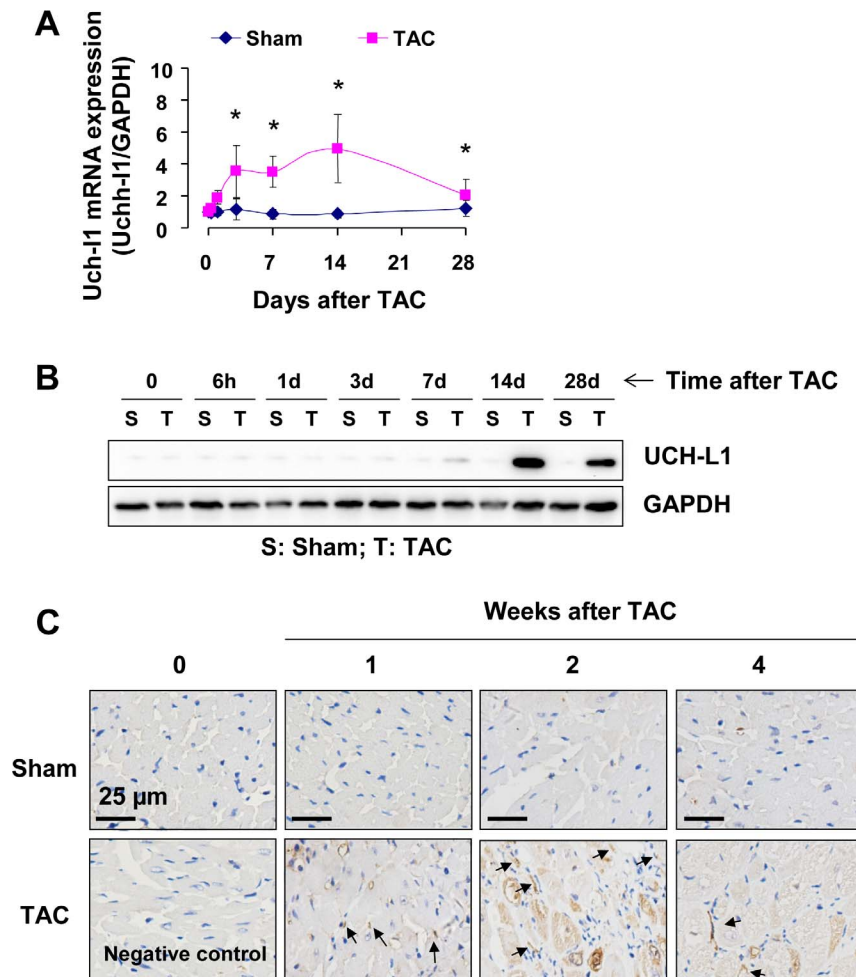 A
Sham TAC
Uch-l1 mRNA expression
(Uchh-l1/GAPDH)
10
8
6
4
2
0
0 7 14 21 28
* * * *
Days after TAC
B
0 6h 1d 3d 7d 14d 28d ← Time after TAC
S T S T S T S T S T S T S T
UCH-L1
GAPDH
S: Sham; T: TAC
C
Weeks after TAC
0 1 2 4
Sham
25 µm
TAC
Negative control